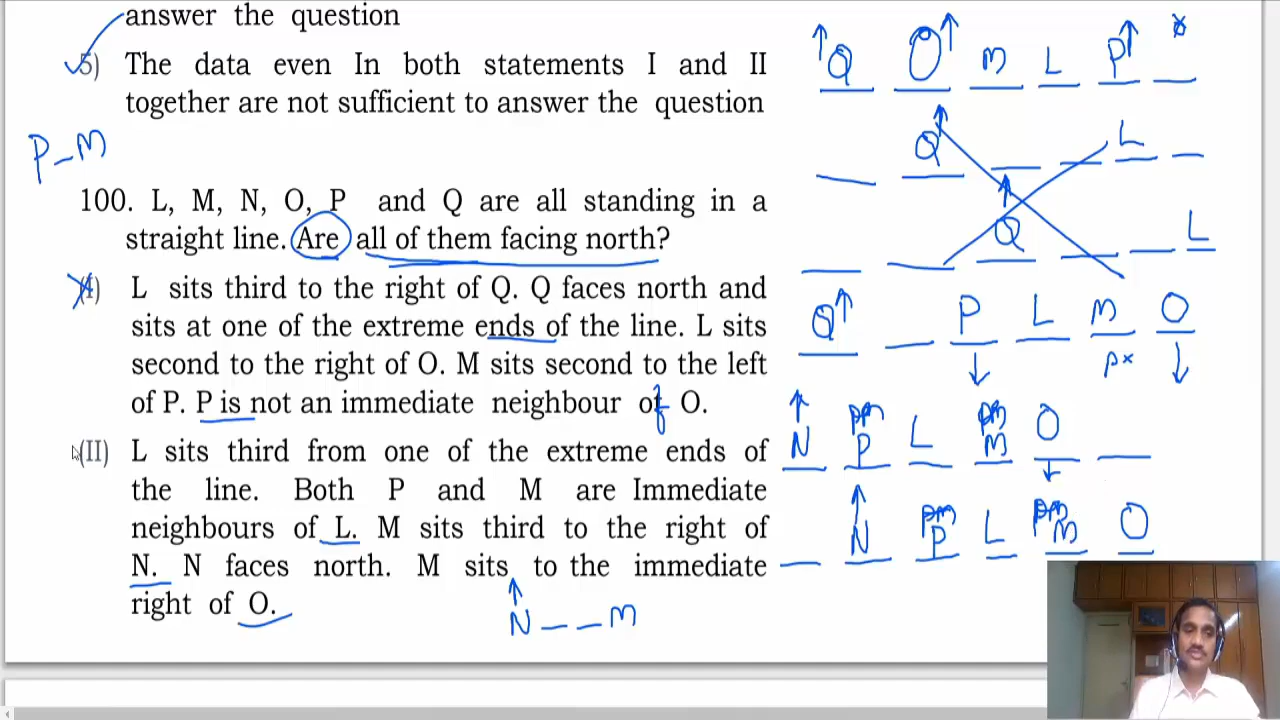 answer the question
5) The data even In both statements I and II
together are not sufficient to answer the question
P _ M
100. L, M, N, O, P and Q are all standing in a
straight line. Are all of them facing north?
(I) L sits third to the right of Q. Q faces north and
sits at one of the extreme ends of the line. L sits
second to the right of O. M sits second to the left
of P. P is not an immediate neighbour of O.
(II) L sits third from one of the extreme ends of
the line. Both P and M are Immediate
neighbours of L. M sits third to the right of
N. N faces north. M sits to the immediate
right of O.
N _ _ M
Q O M L P _
_ Q _ _ L _
_ _ Q _ _ L
Q _ P L M O
P×
PM PM
N P L M O _
PM PM
_ N P L M O